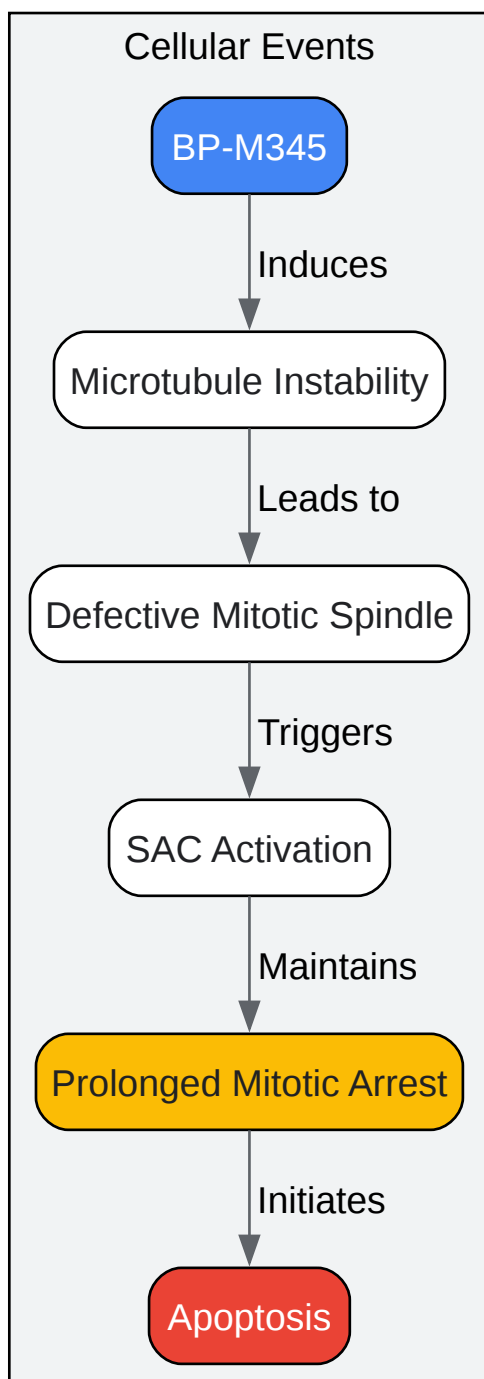 Cellular Events
BP-M345
Induces
Microtubule Instability
Leads to
Defective Mitotic Spindle
Triggers
SAC Activation
Maintains
Prolonged Mitotic Arrest
Initiates
Apoptosis